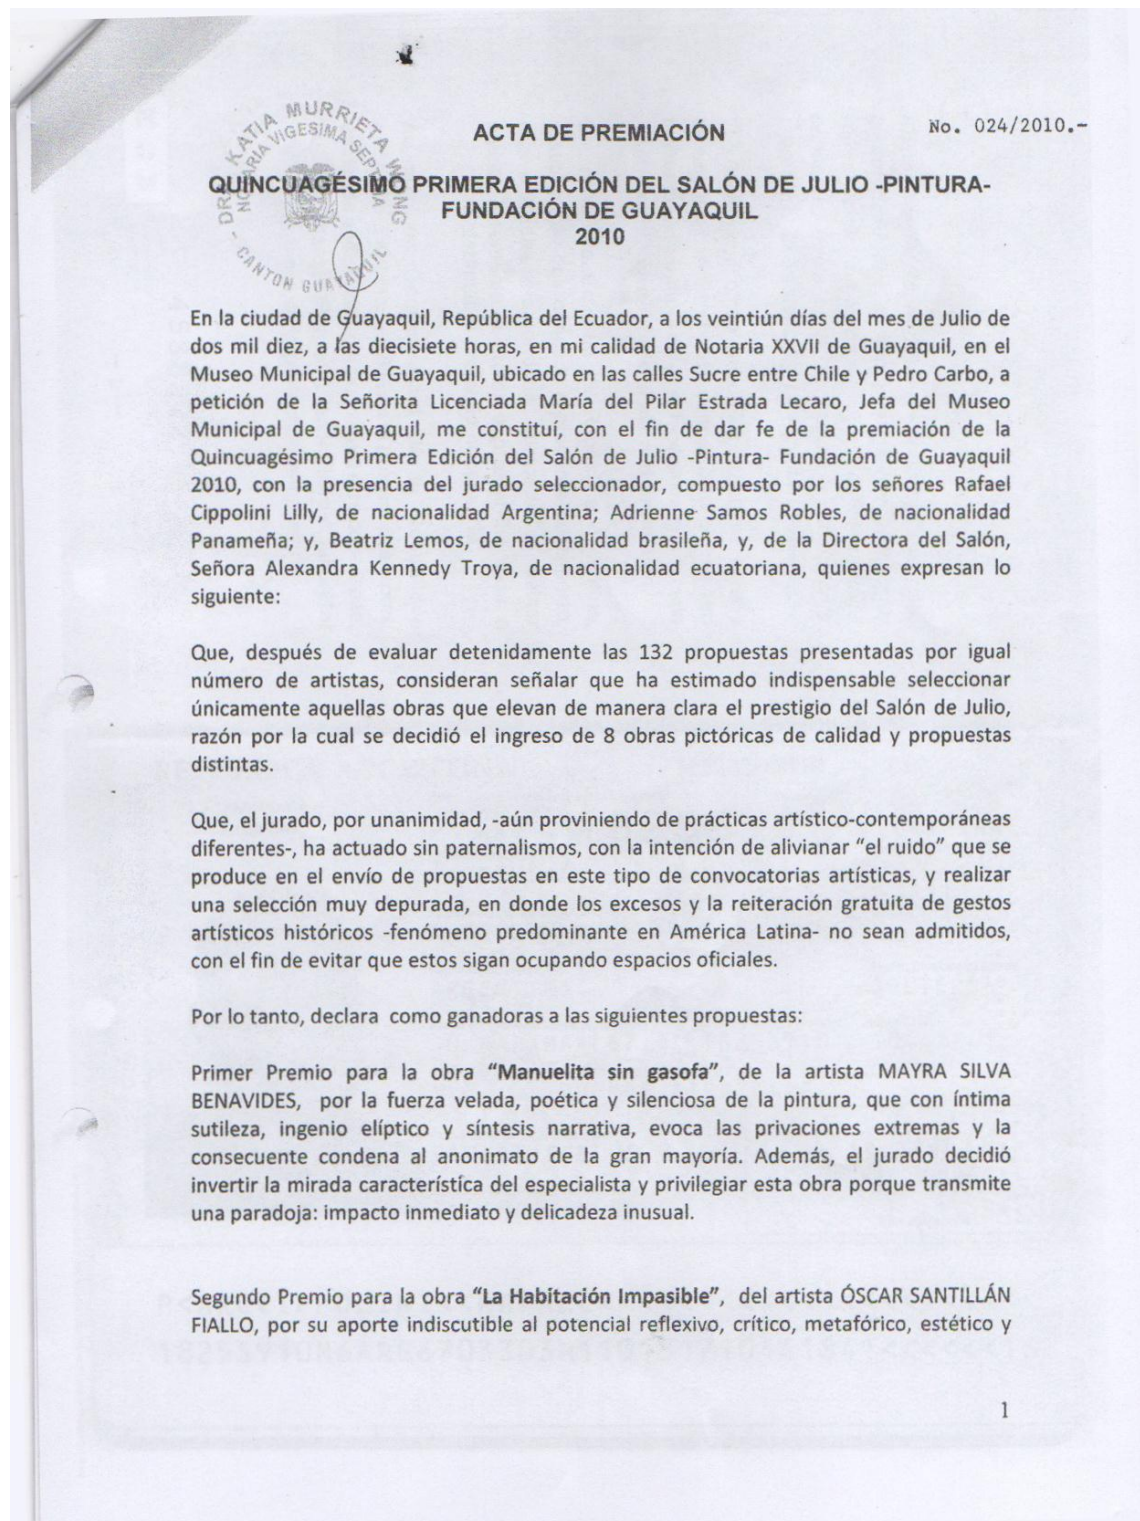 DRA. KATIA MURRIETA WONG
NOTARIA VIGESIMA SEPTIMA
- CANTON GUAYAQUIL
ACTA DE PREMIACIÓN
No. 024/2010.-
QUINCUAGÉSIMO PRIMERA EDICIÓN DEL SALÓN DE JULIO -PINTURA-
FUNDACIÓN DE GUAYAQUIL
2010
En la ciudad de Guayaquil, República del Ecuador, a los veintiún días del mes de Julio de
dos mil diez, a las diecisiete horas, en mi calidad de Notaria XXVII de Guayaquil, en el
Museo Municipal de Guayaquil, ubicado en las calles Sucre entre Chile y Pedro Carbo, a
petición de la Señorita Licenciada María del Pilar Estrada Lecaro, Jefa del Museo
Municipal de Guayaquil, me constituí, con el fin de dar fe de la premiación de la
Quincuagésimo Primera Edición del Salón de Julio -Pintura- Fundación de Guayaquil
2010, con la presencia del jurado seleccionador, compuesto por los señores Rafael
Cippolini Lilly, de nacionalidad Argentina; Adrienne Samos Robles, de nacionalidad
Panameña; y, Beatriz Lemos, de nacionalidad brasileña, y, de la Directora del Salón,
Señora Alexandra Kennedy Troya, de nacionalidad ecuatoriana, quienes expresan lo
siguiente:
Que, después de evaluar detenidamente las 132 propuestas presentadas por igual
número de artistas, consideran señalar que ha estimado indispensable seleccionar
únicamente aquellas obras que elevan de manera clara el prestigio del Salón de Julio,
razón por la cual se decidió el ingreso de 8 obras pictóricas de calidad y propuestas
distintas.
Que, el jurado, por unanimidad, -aún proviniendo de prácticas artístico-contemporáneas
diferentes-, ha actuado sin paternalismos, con la intención de alivianar “el ruido” que se
produce en el envío de propuestas en este tipo de convocatorias artísticas, y realizar
una selección muy depurada, en donde los excesos y la reiteración gratuita de gestos
artísticos históricos -fenómeno predominante en América Latina- no sean admitidos,
con el fin de evitar que estos sigan ocupando espacios oficiales.
Por lo tanto, declara como ganadoras a las siguientes propuestas:
Primer Premio para la obra “Manuelita sin gasofa”, de la artista MAYRA SILVA
BENAVIDES, por la fuerza velada, poética y silenciosa de la pintura, que con íntima
sutileza, ingenio elíptico y síntesis narrativa, evoca las privaciones extremas y la
consecuente condena al anonimato de la gran mayoría. Además, el jurado decidió
invertir la mirada característica del especialista y privilegiar esta obra porque transmite
una paradoja: impacto inmediato y delicadeza inusual.
Segundo Premio para la obra “La Habitación Impasible”, del artista ÓSCAR SANTILLÁN
FIALLO, por su aporte indiscutible al potencial reflexivo, crítico, metafórico, estético y
1